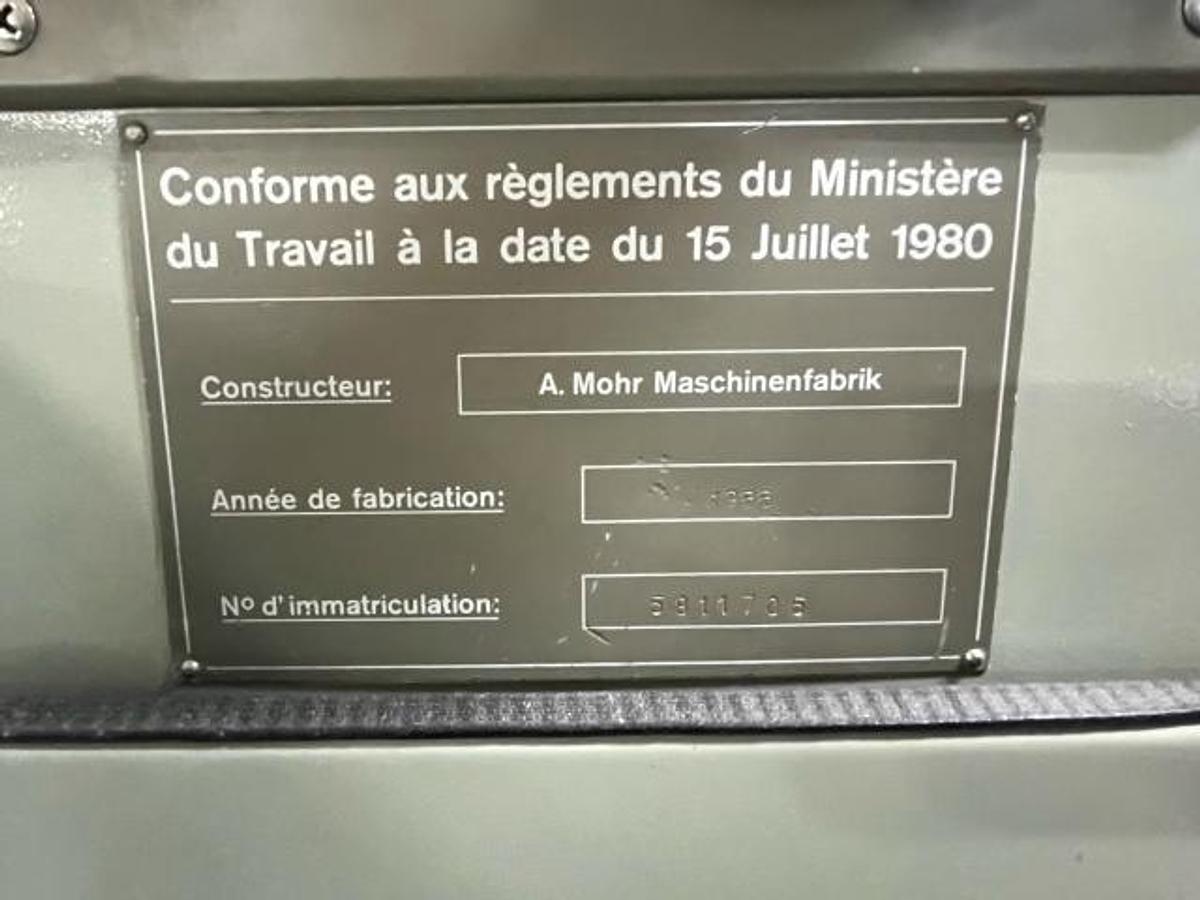 Conforme aux règlements du Ministère
du Travail à la date du 15 Juillet 1980
Constructeur: A. Mohr Maschinenfabrik
Année de fabrication:
Nº d'immatriculation: